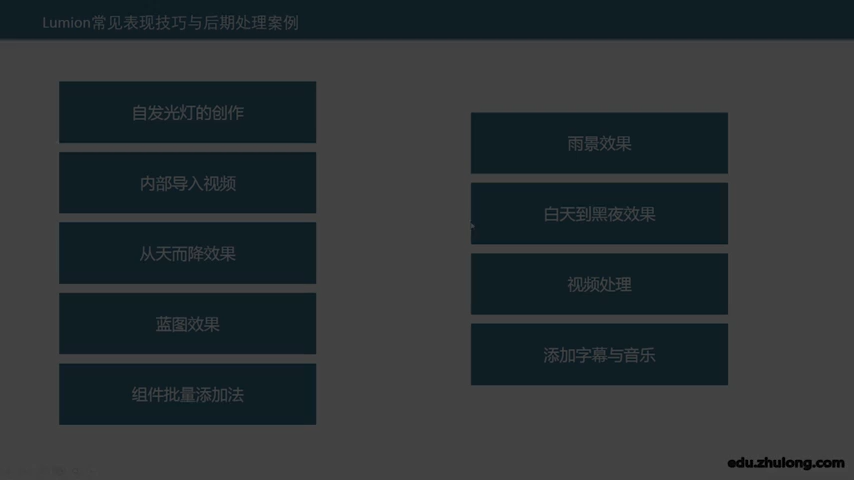 Lumion常见表现技巧与后期处理案例
自发光灯的创作
内部导入视频
从天而降效果
蓝图效果
组件批量添加法
雨景效果
白天到黑夜效果
视频处理
添加字幕与音乐
edu.zhulong.com